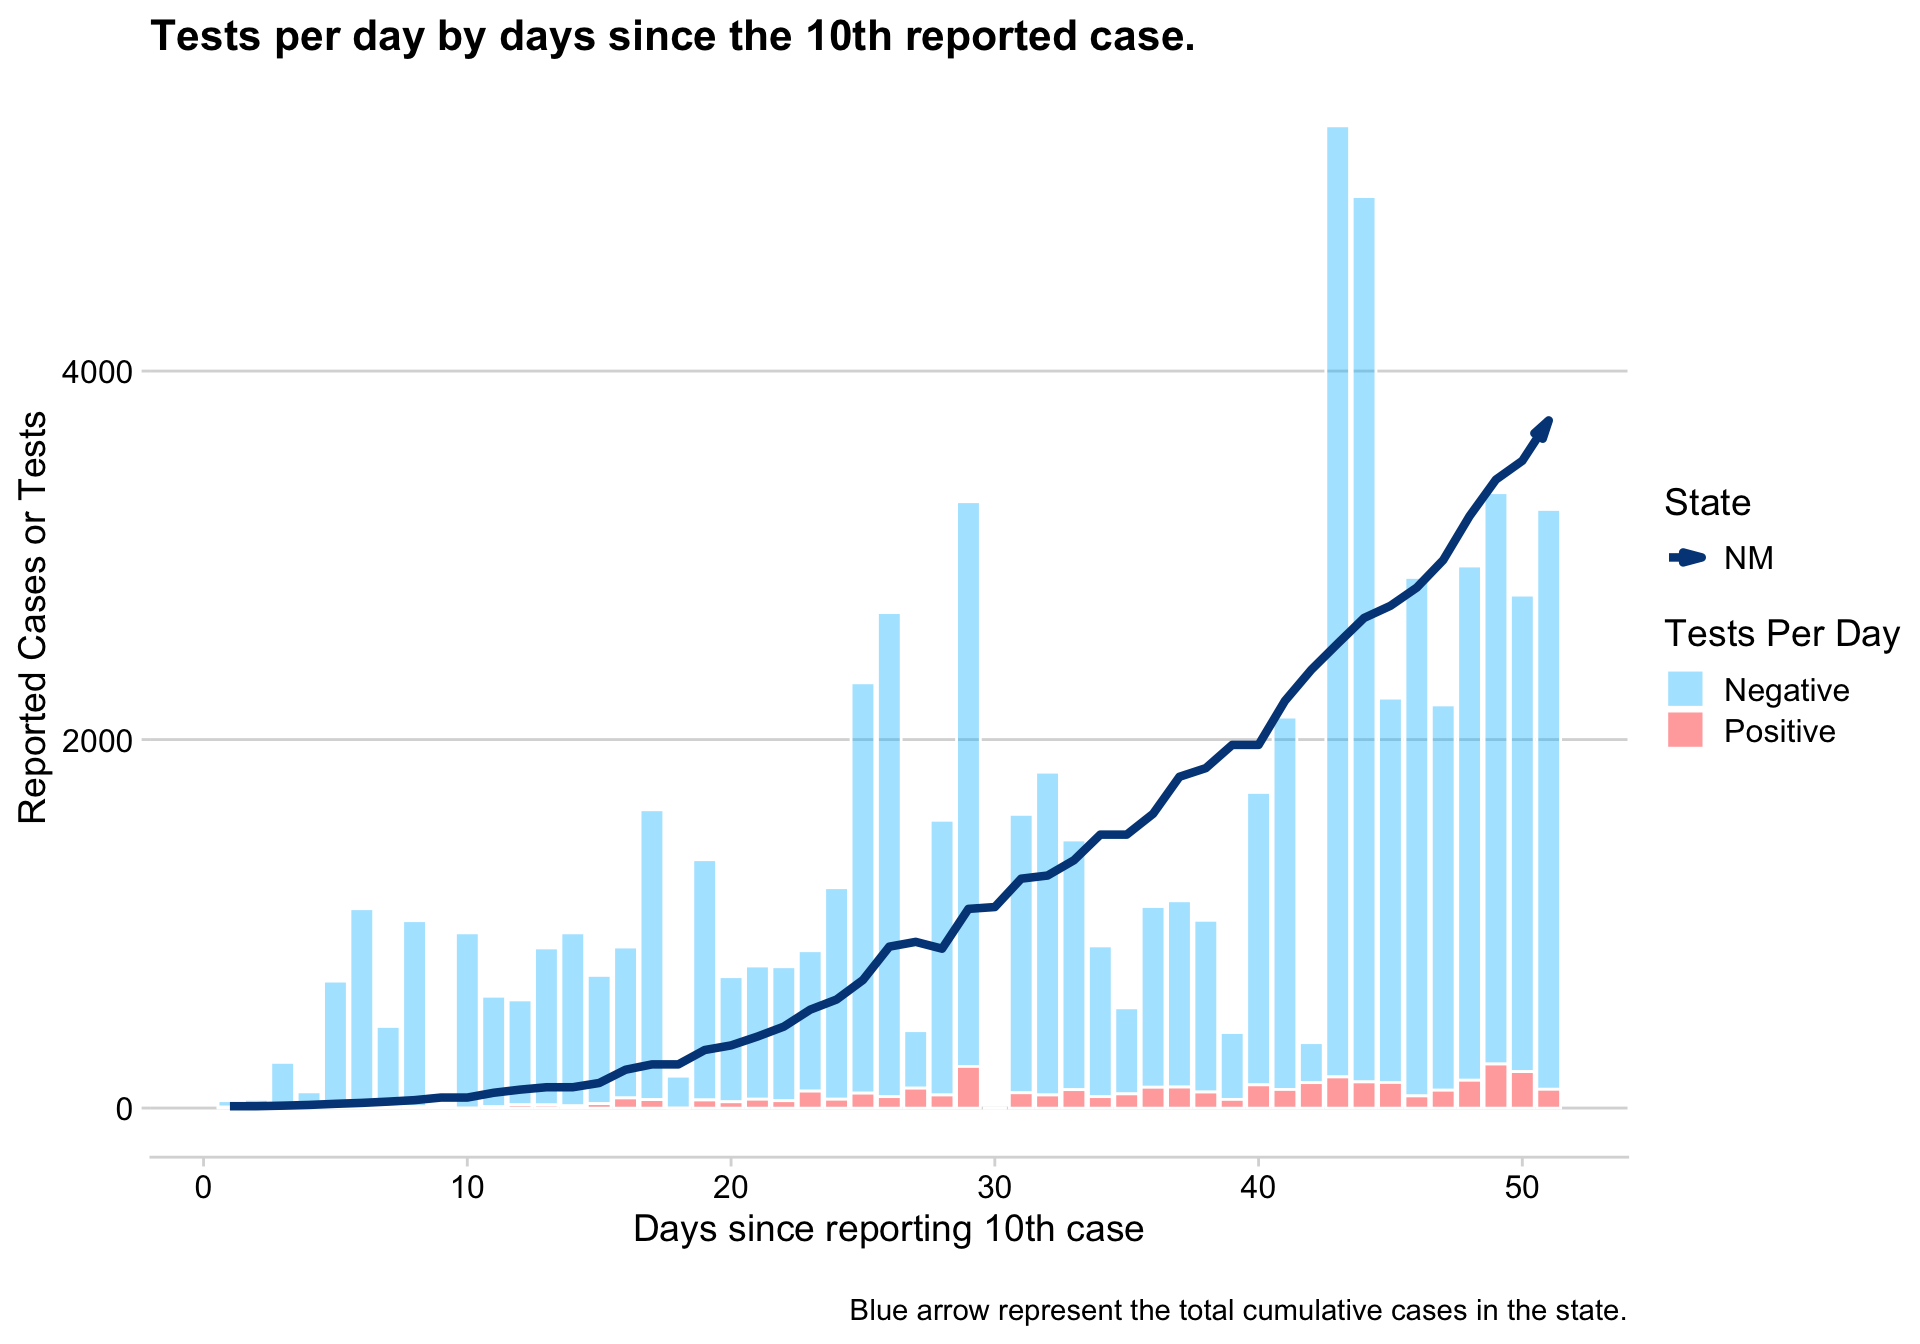 Tests per day by days since the 10th reported case.
Reported Cases or Tests
4000
2000
0
0 10 20 30 40 50
Days since reporting 10th case
State
NM
Tests Per Day
Negative
Positive
Blue arrow represent the total cumulative cases in the state.